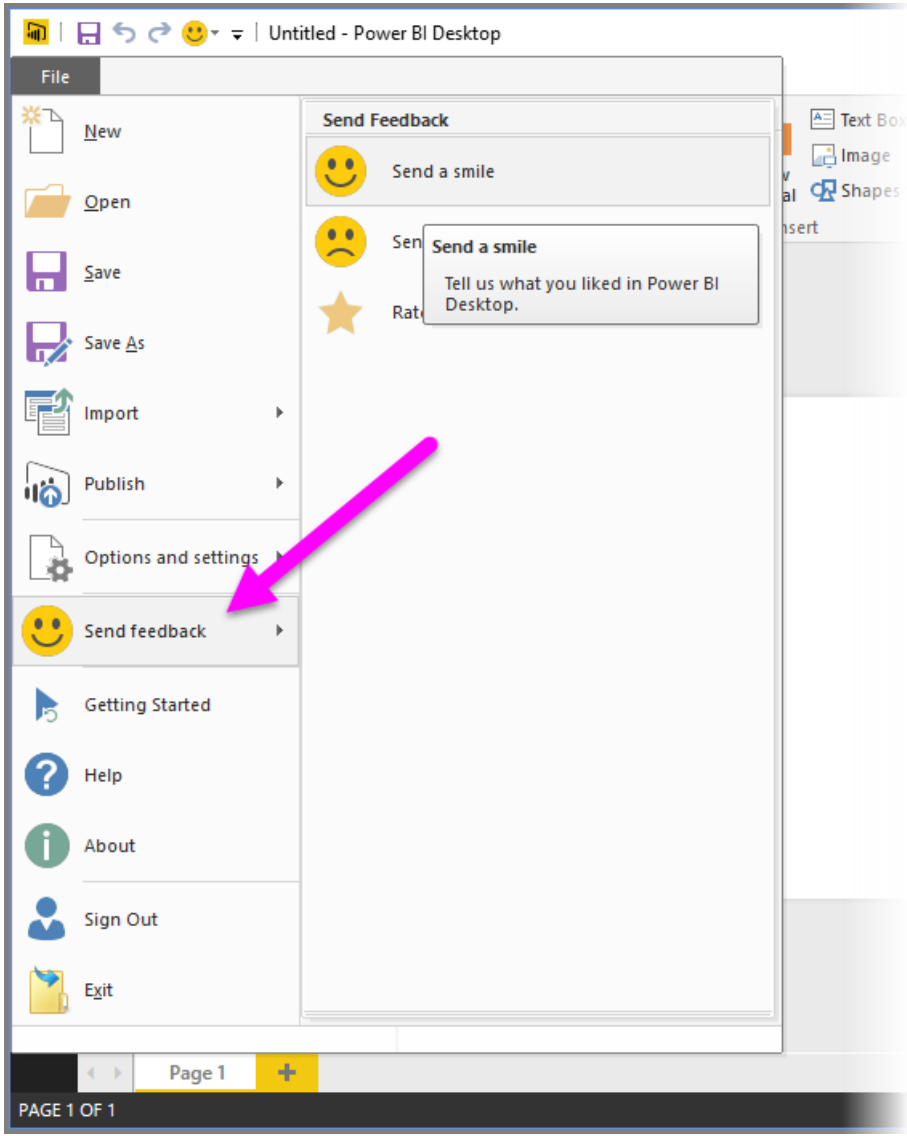 Untitled - Power BI Desktop
File
New
Open
Save
Save As
Import
Publish
Options and settings
Send feedback
Getting Started
Help
About
Sign Out
Exit
Send Feedback
Send a smile
Sen
Send a smile
Tell us what you liked in Power BI
Desktop.
Rat
Text Box
Image
Shapes
al
nsert
Page 1
PAGE 1 OF 1